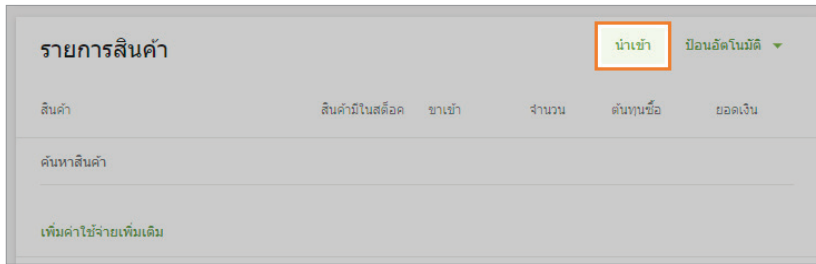 รายการสินค้า นำเข้า ป้อนอัตโนมัติ
สินค้า สินค้ามีในสต็อค ขาเข้า จำนวน ต้นทุนซื้อ ยอดเงิน
ค้นหาสินค้า
เพิ่มค่าใช้จ่ายเพิ่มเติม